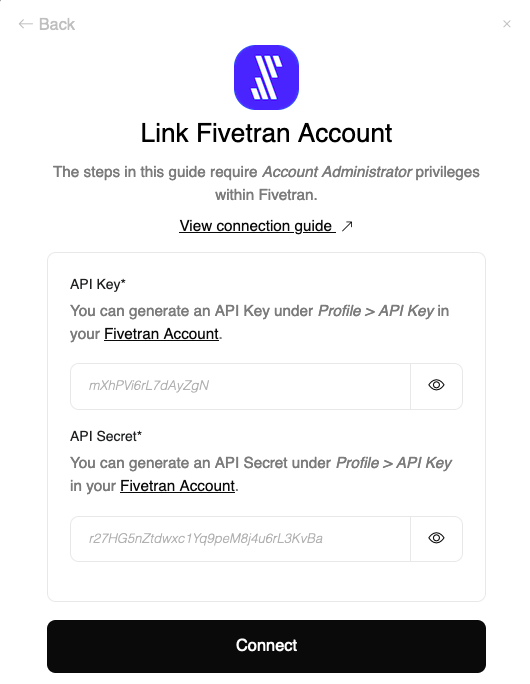 ← Back
×
Link Fivetran Account
The steps in this guide require Account Administrator privileges
within Fivetran.
View connection guide ↗
API Key*
You can generate an API Key under Profile > API Key in
your Fivetran Account.
mXhPVi6rL7dAyZgN
API Secret*
You can generate an API Secret under Profile > API Key
in your Fivetran Account.
r27HG5nZtdwxc1Yq9peM8j4u6rL3KvBa
Connect